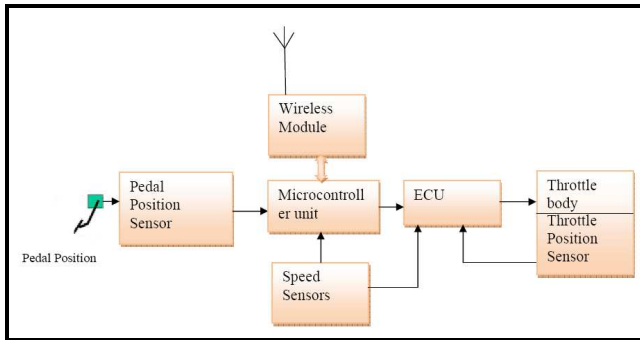 Wireless
Module
Pedal
Position
Sensor
Pedal Position
Microcontroll
er unit
ECU
Throttle
body
Throttle
Position
Sensor
Speed
Sensors